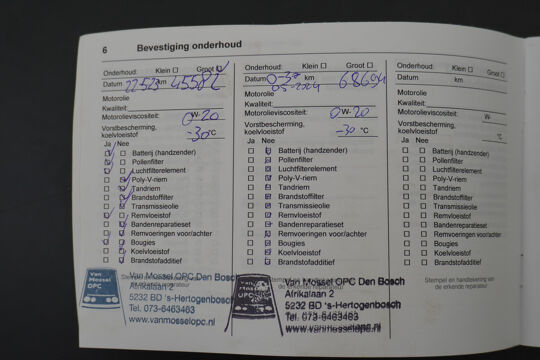 6 Bevestiging onderhoud
Onderhoud: Klein Groot
Datum 22-5-23 km 45582
Motorolie
Kwaliteit:
Motorolieviscositeit: 0W-20
Vorstbescherming, koelvloeistof -30°C
Ja Nee
Batterij (handzender)
Pollenfilter
Luchtfilterelement
Poly-V-riem
Tandriem
Brandstoffilter
Transmissieolie
Remvloeistof
Bandenreparatieset
Remvoeringen voor/achter
Bougies
Koelvloeistof
Brandstofadditief
Van Mossel OPC
Van Mossel OPC Den Bosch
Afrikalaan 2
5232 BD 's-Hertogenbosch
Tel. 073-6463463
www.vanmosselopc.nl
Onderhoud: Klein Groot
Datum 05-2024 km 68694
Motorolie
Kwaliteit:
Motorolieviscositeit: 0W-20
Vorstbescherming, koelvloeistof -30 °C
Ja Nee
Batterij (handzender)
Pollenfilter
Luchtfilterelement
Poly-V-riem
Tandriem
Brandstoffilter
Transmissieolie
Remvloeistof
Bandenreparatieset
Remvoeringen voor/achter
Bougies
Koelvloeistof
Brandstofadditief
Van Mossel OPC Den Bosch
Afrikalaan 2
5232 BD 's-Hertogenbosch
Tel. 073-6463463
www.vanmosselopc.nl
Onderhoud: Klein Groot
Datum km
Motorolie
Kwaliteit:
Motorolieviscositeit: W-
Vorstbescherming, koelvloeistof °C
Ja Nee
Batterij (handzender)
Pollenfilter
Luchtfilterelement
Poly-V-riem
Tandriem
Brandstoffilter
Transmissieolie
Remvloeistof
Bandenreparatieset
Remvoeringen voor/achter
Bougies
Koelvloeistof
Brandstofadditief
Stempel en handtekening van
de erkende reparateur